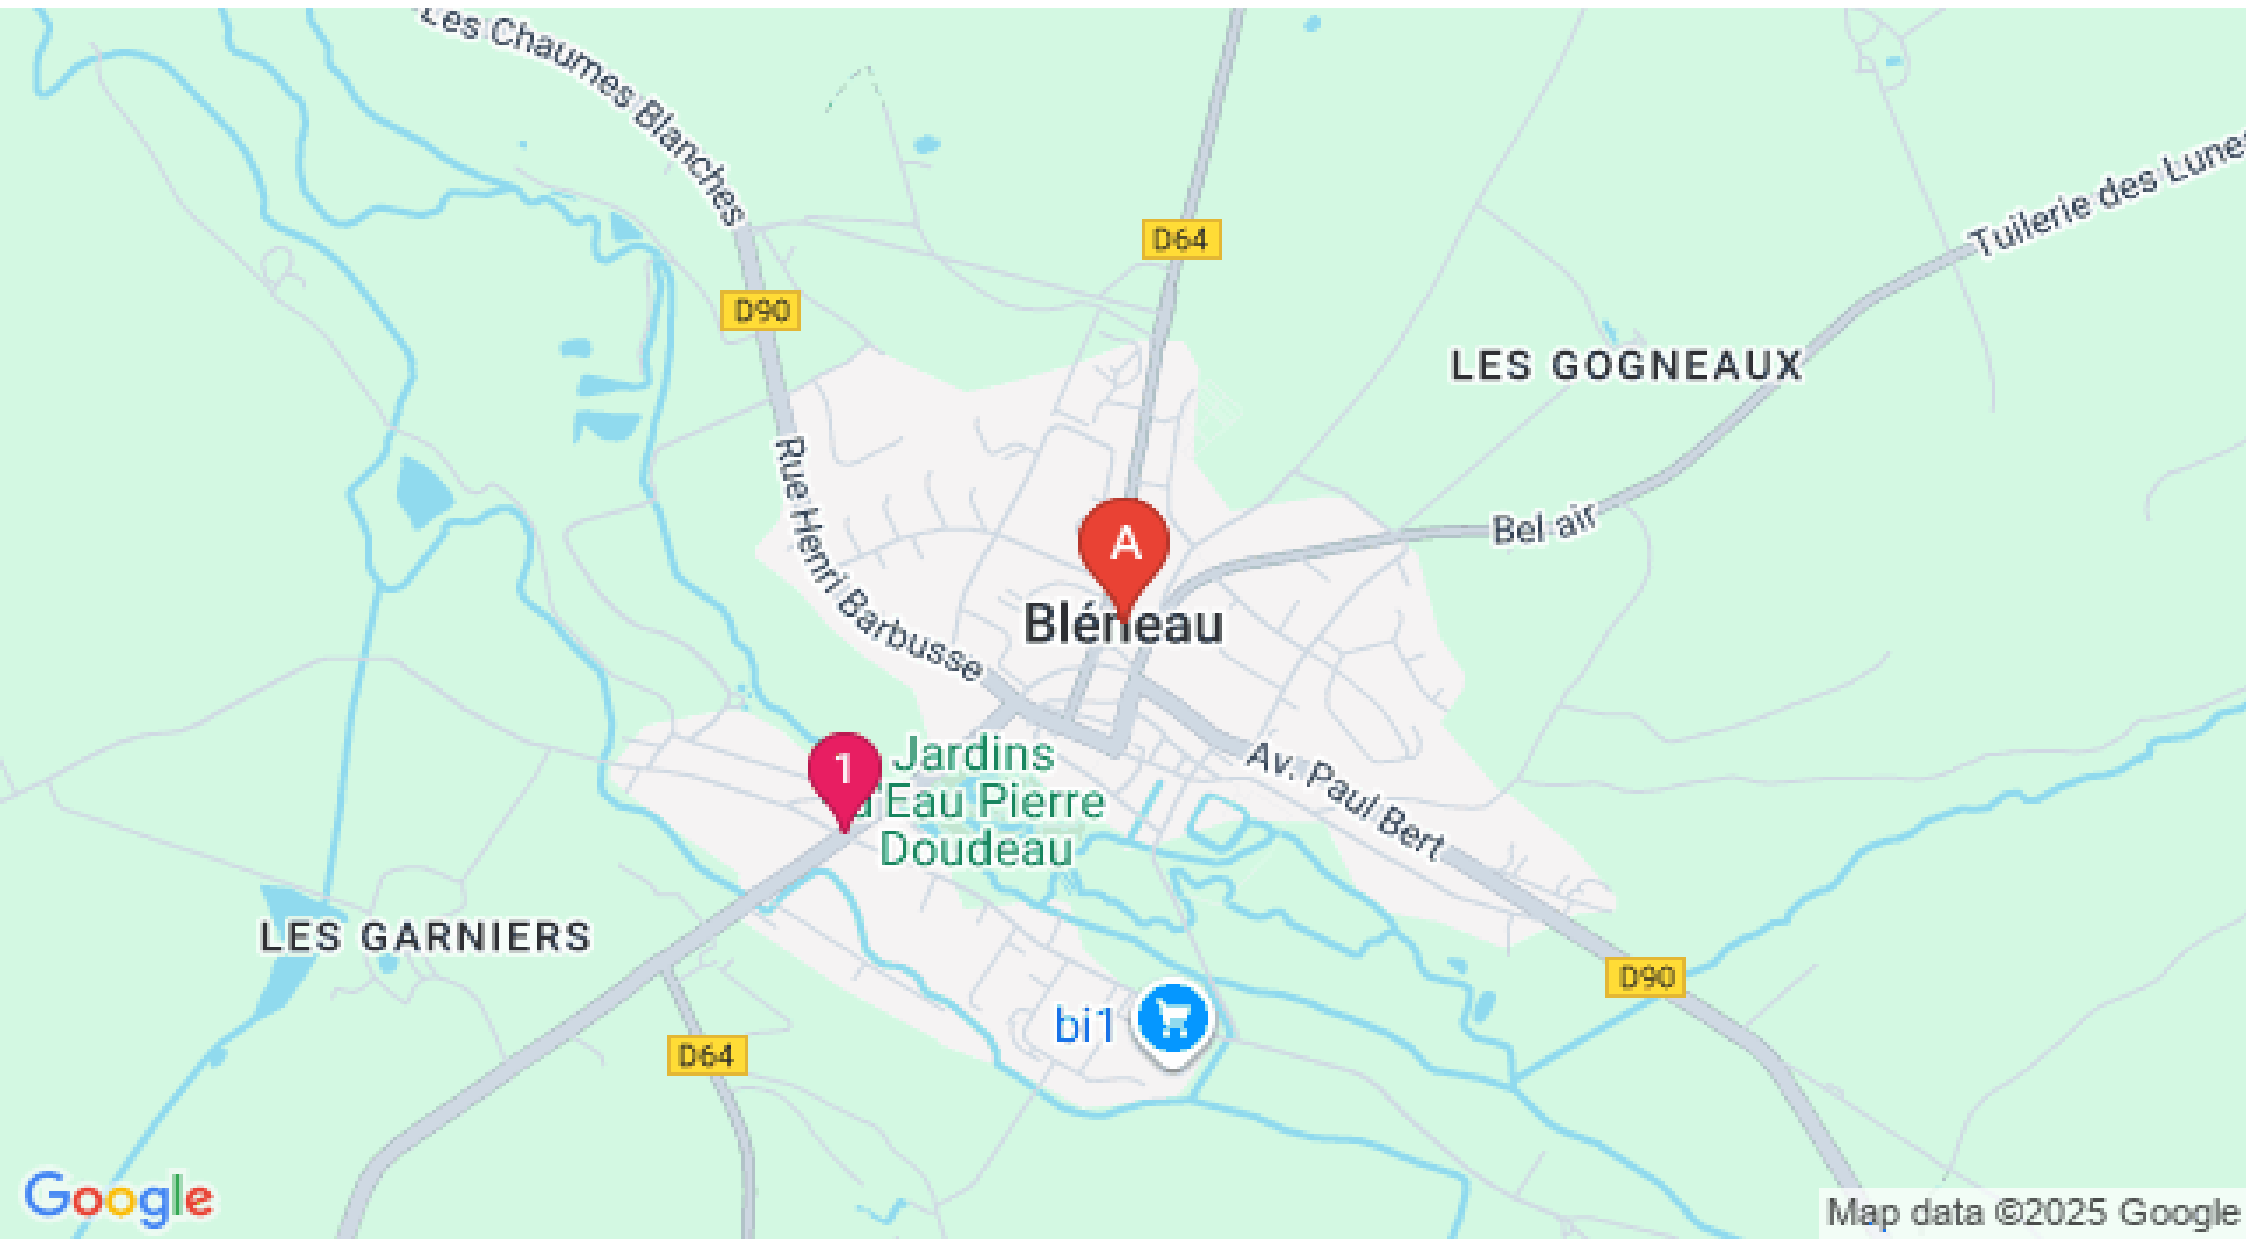 Les Chaumes Blanches
D64
Tuilerie des Lunes
D90
LES GOGNEAUX
Rue Henri Barbusse
Bel air
A
Bléneau
1
Jardins
d'Eau Pierre
Doudeau
Av. Paul Bert
LES GARNIERS
D90
bi1
D64
Google
Map data ©2025 Google